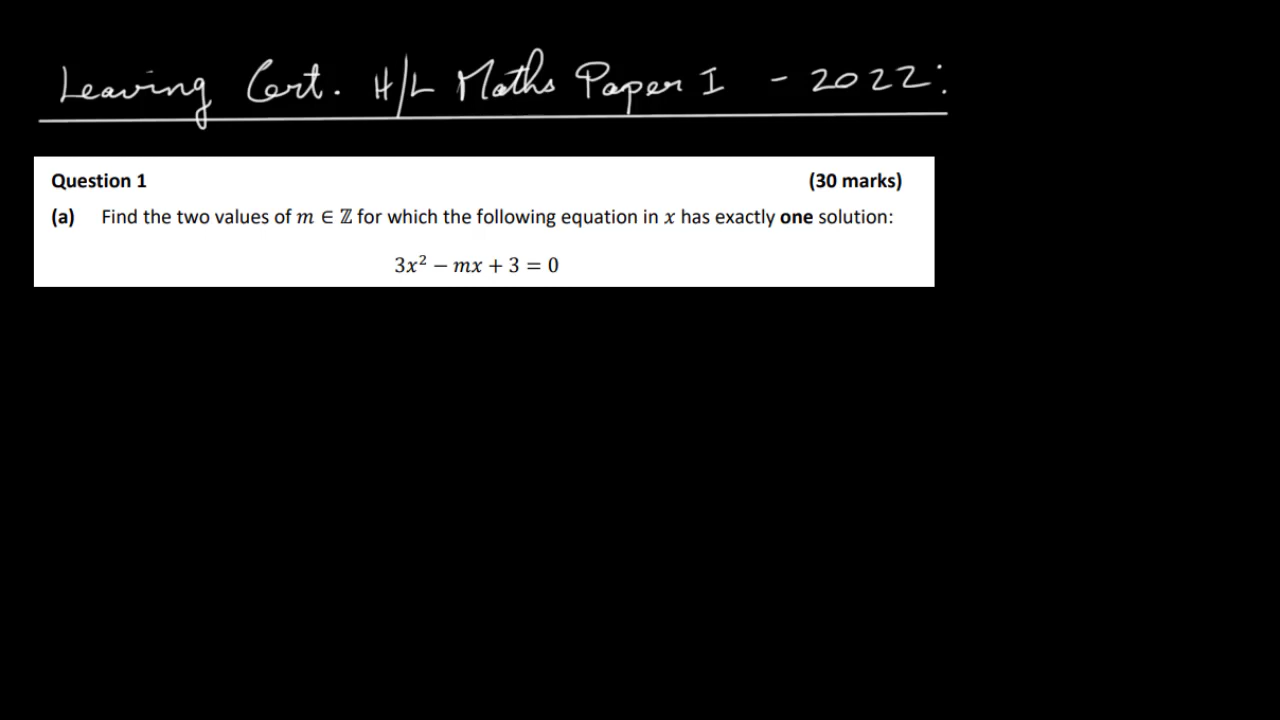 Leaving Cert. H/L Maths Paper I - 2022:
Question 1 (30 marks)
(a) Find the two values of m ∈ ℤ for which the following equation in x has exactly one solution:
3x² − mx + 3 = 0